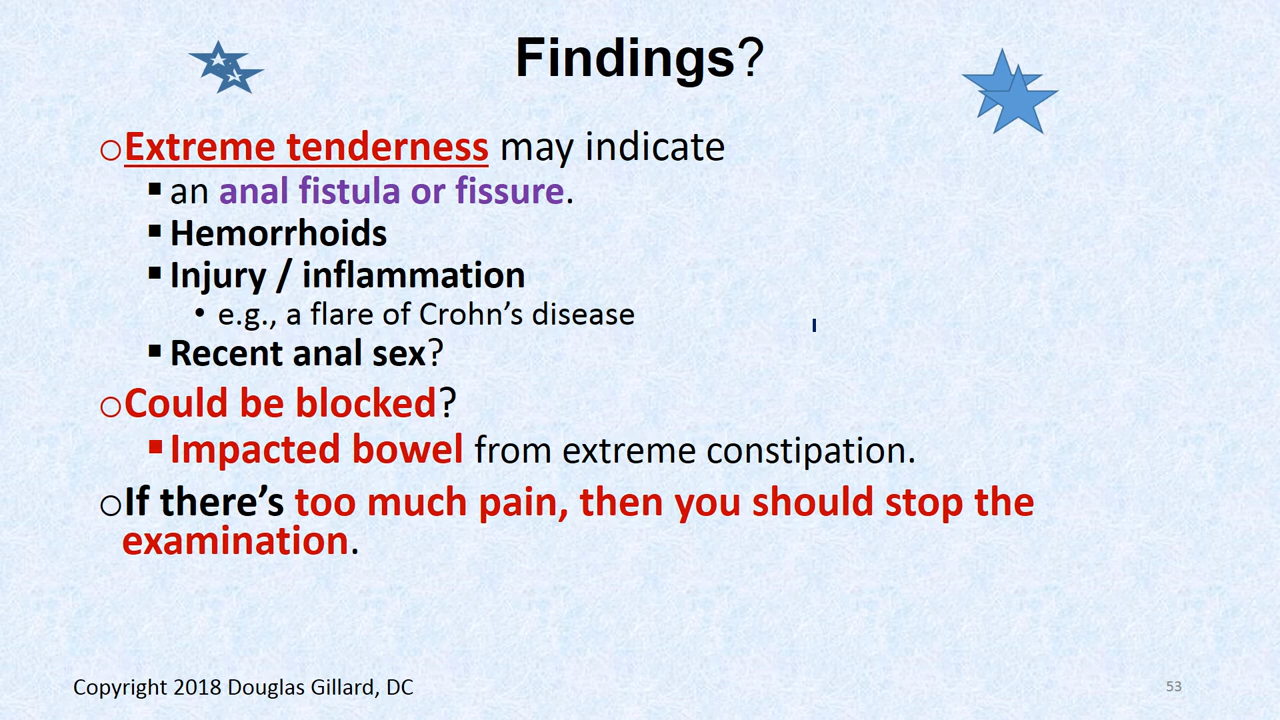 Findings?
Extreme tenderness may indicate
an anal fistula or fissure.
Hemorrhoids
Injury / inflammation
e.g., a flare of Crohn’s disease
Recent anal sex?
Could be blocked?
Impacted bowel from extreme constipation.
If there’s too much pain, then you should stop the
examination.
Copyright 2018 Douglas Gillard, DC
53